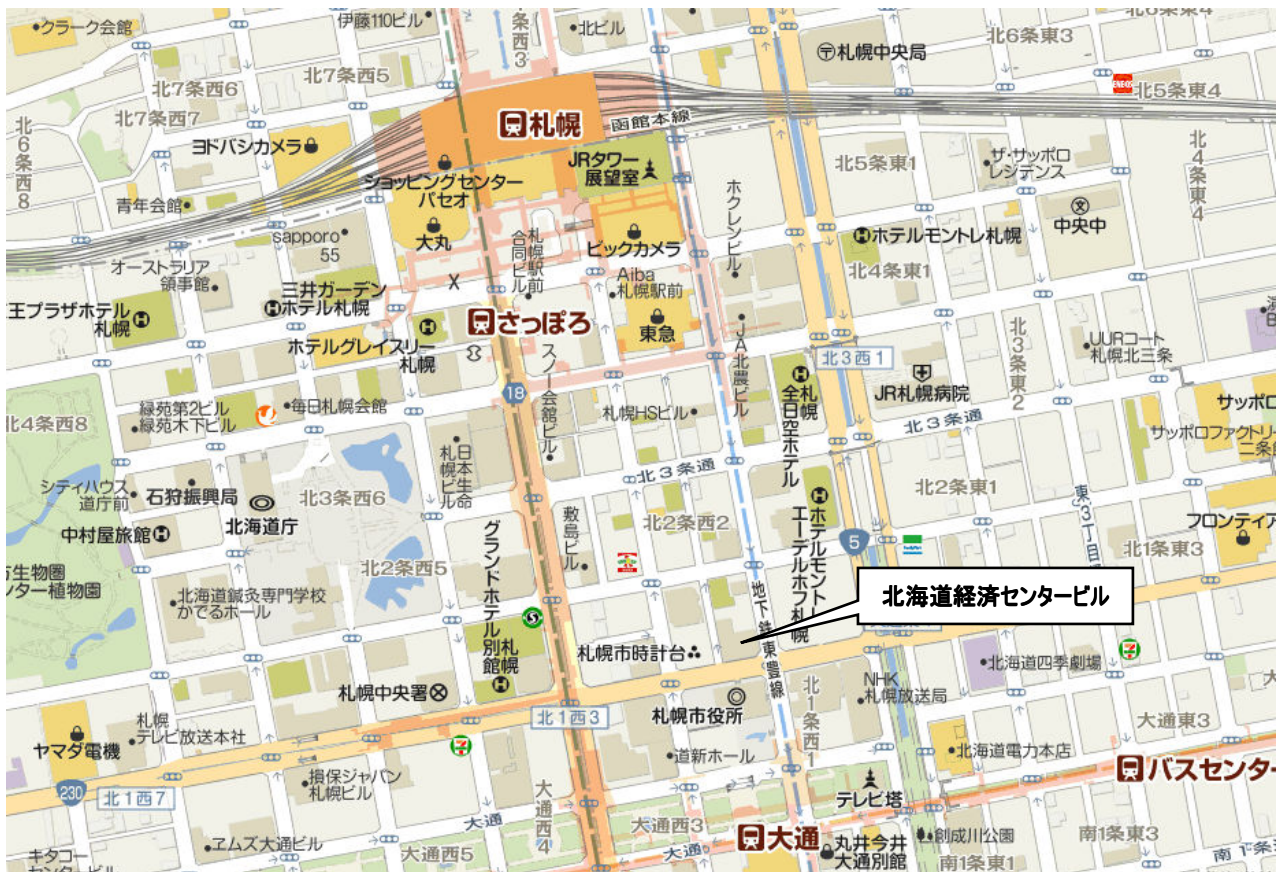 クラーク会館
伊藤110ビル
条西3
北ビル
〒札幌中央局
北6条東3
北6条東4
北7条西5
北7条西6
北7条西7
北6条西8
ヨドバシカメラ
札幌
函館本線
ENEOS
北5条東4
北4条東4
JRタワー
展望室
ショッピングセンター
パセオ
青年会館
sapporo
55
大丸
札幌駅前
合同ビル
ビックカメラ
ホクレンビル
北5条東1
ザ・サッポロ
レジデンス
文
中央中
ホテルモントレ札幌
北4条東1
オーストラリア
領事館
三井ガーデン
ホテル札幌
王プラザホテル
札幌
Aiba
札幌駅前
東急
さっぽろ
ホテルグレイスリー
札幌
スノー会館ビル
JA北農ビル
北3西1
北3条東2
UURコート
札幌北三条
JR札幌病院
18
緑苑第2ビル
緑苑木下ビル
毎日札幌会館
札幌HSビル
札幌
全日空ホテル
北3条通
サッポロ
サッポロファクトリー
二条館
北4条西8
日本生命
札幌ビル
北3条通
シティハウス
道庁前
石狩振興局
北海道庁
北3条西6
中村屋旅館
敷島ビル
北2条西2
ホテルモントレ
エーデルホフ札幌
5
FamilyMart
北2条東1
東3丁目
北1条東3
フロンティア
北2条西5
グランドホテル
札幌
別館
北海道鍼灸専門学校
かでるホール
地下鉄東豊線
北海道経済センタービル
札幌市時計台
札幌中央署
北1西3
札幌市役所
北1条西1
NHK
札幌放送局
北海道四季劇場
大通東3
札幌
テレビ放送本社
ヤマダ電機
道新ホール
北海道電力本店
バスセンター
230
北1西7
損保ジャパン
札幌ビル
大通西4
大通西3
テレビ塔
エムズ大通ビル
大通
大通西5
大通
大通
丸井今井
大通別館
創成川公園
南1条東1
南1条東3
キタコー
センタービル